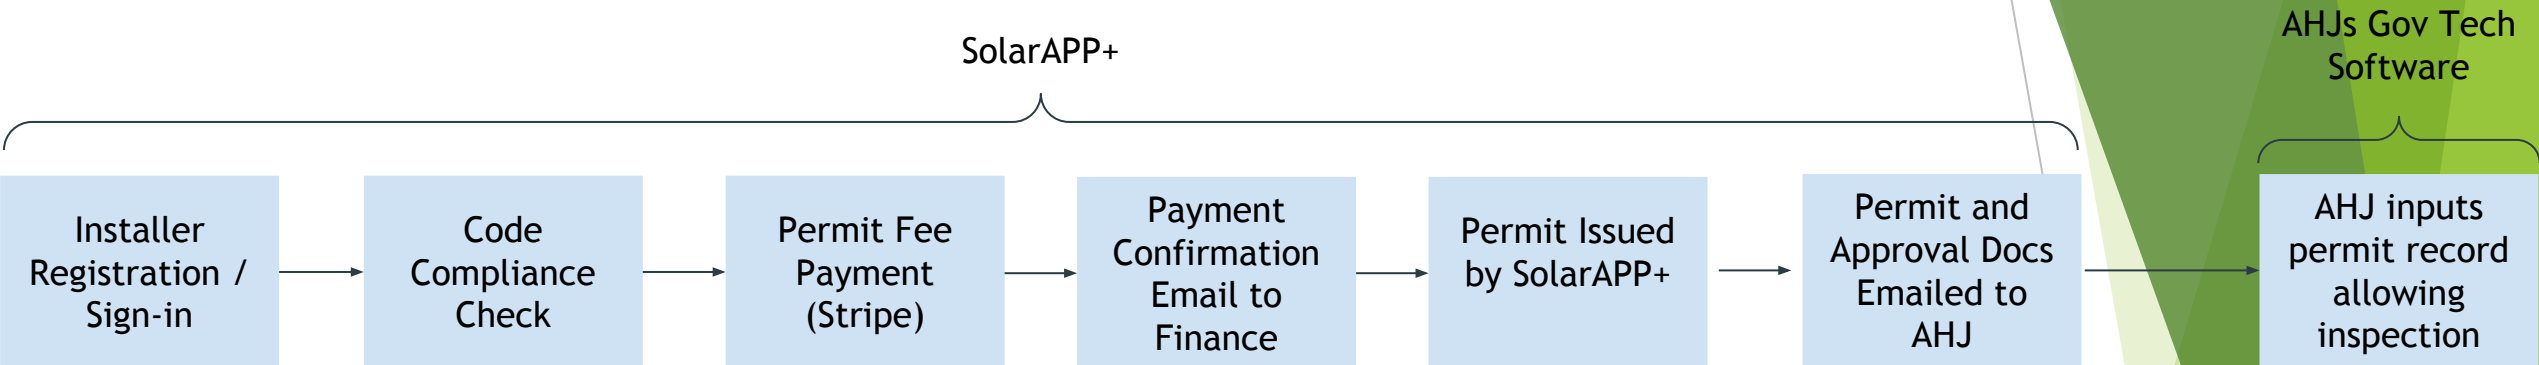 SolarAPP+
AHJs Gov Tech
Software
Installer
Registration /
Sign-in
Code
Compliance
Check
Permit Fee
Payment
(Stripe)
Payment
Confirmation
Email to
Finance
Permit Issued
by SolarAPP+
Permit and
Approval Docs
Emailed to
AHJ
AHJ inputs
permit record
allowing
inspection